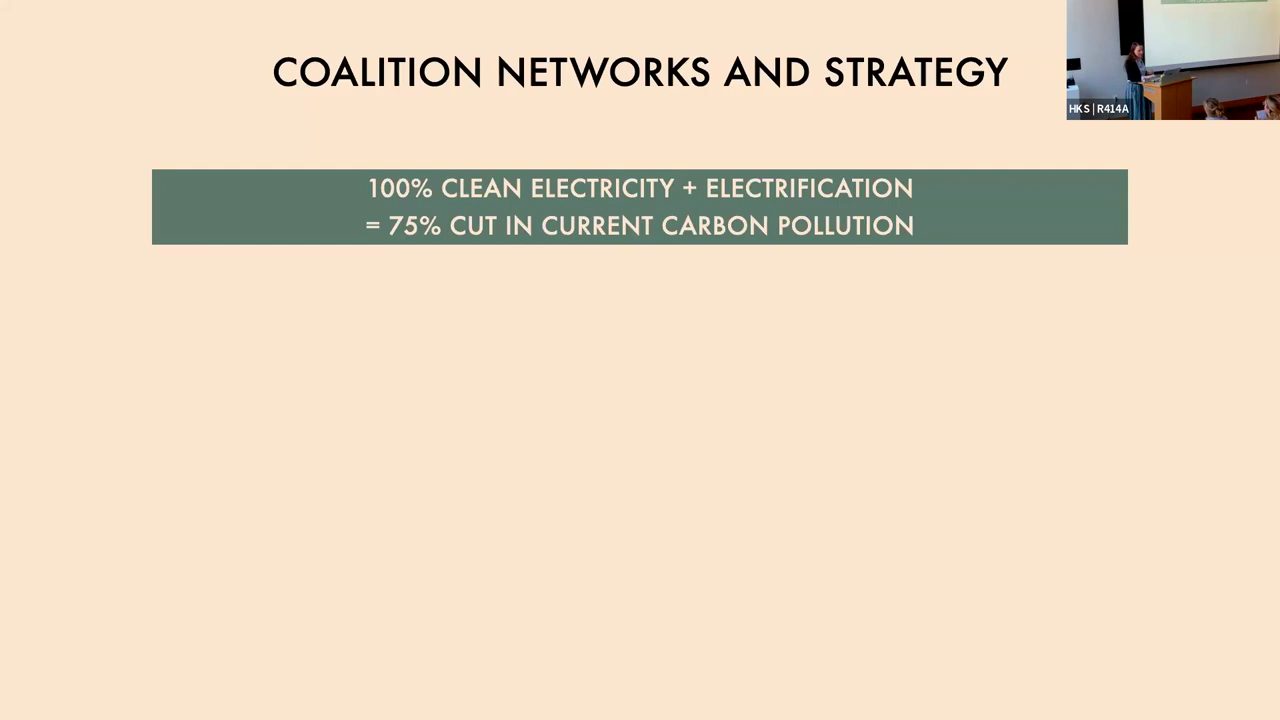 COALITION NETWORKS AND STRATEGY
HKS | R414A
100% CLEAN ELECTRICITY + ELECTRIFICATION
= 75% CUT IN CURRENT CARBON POLLUTION